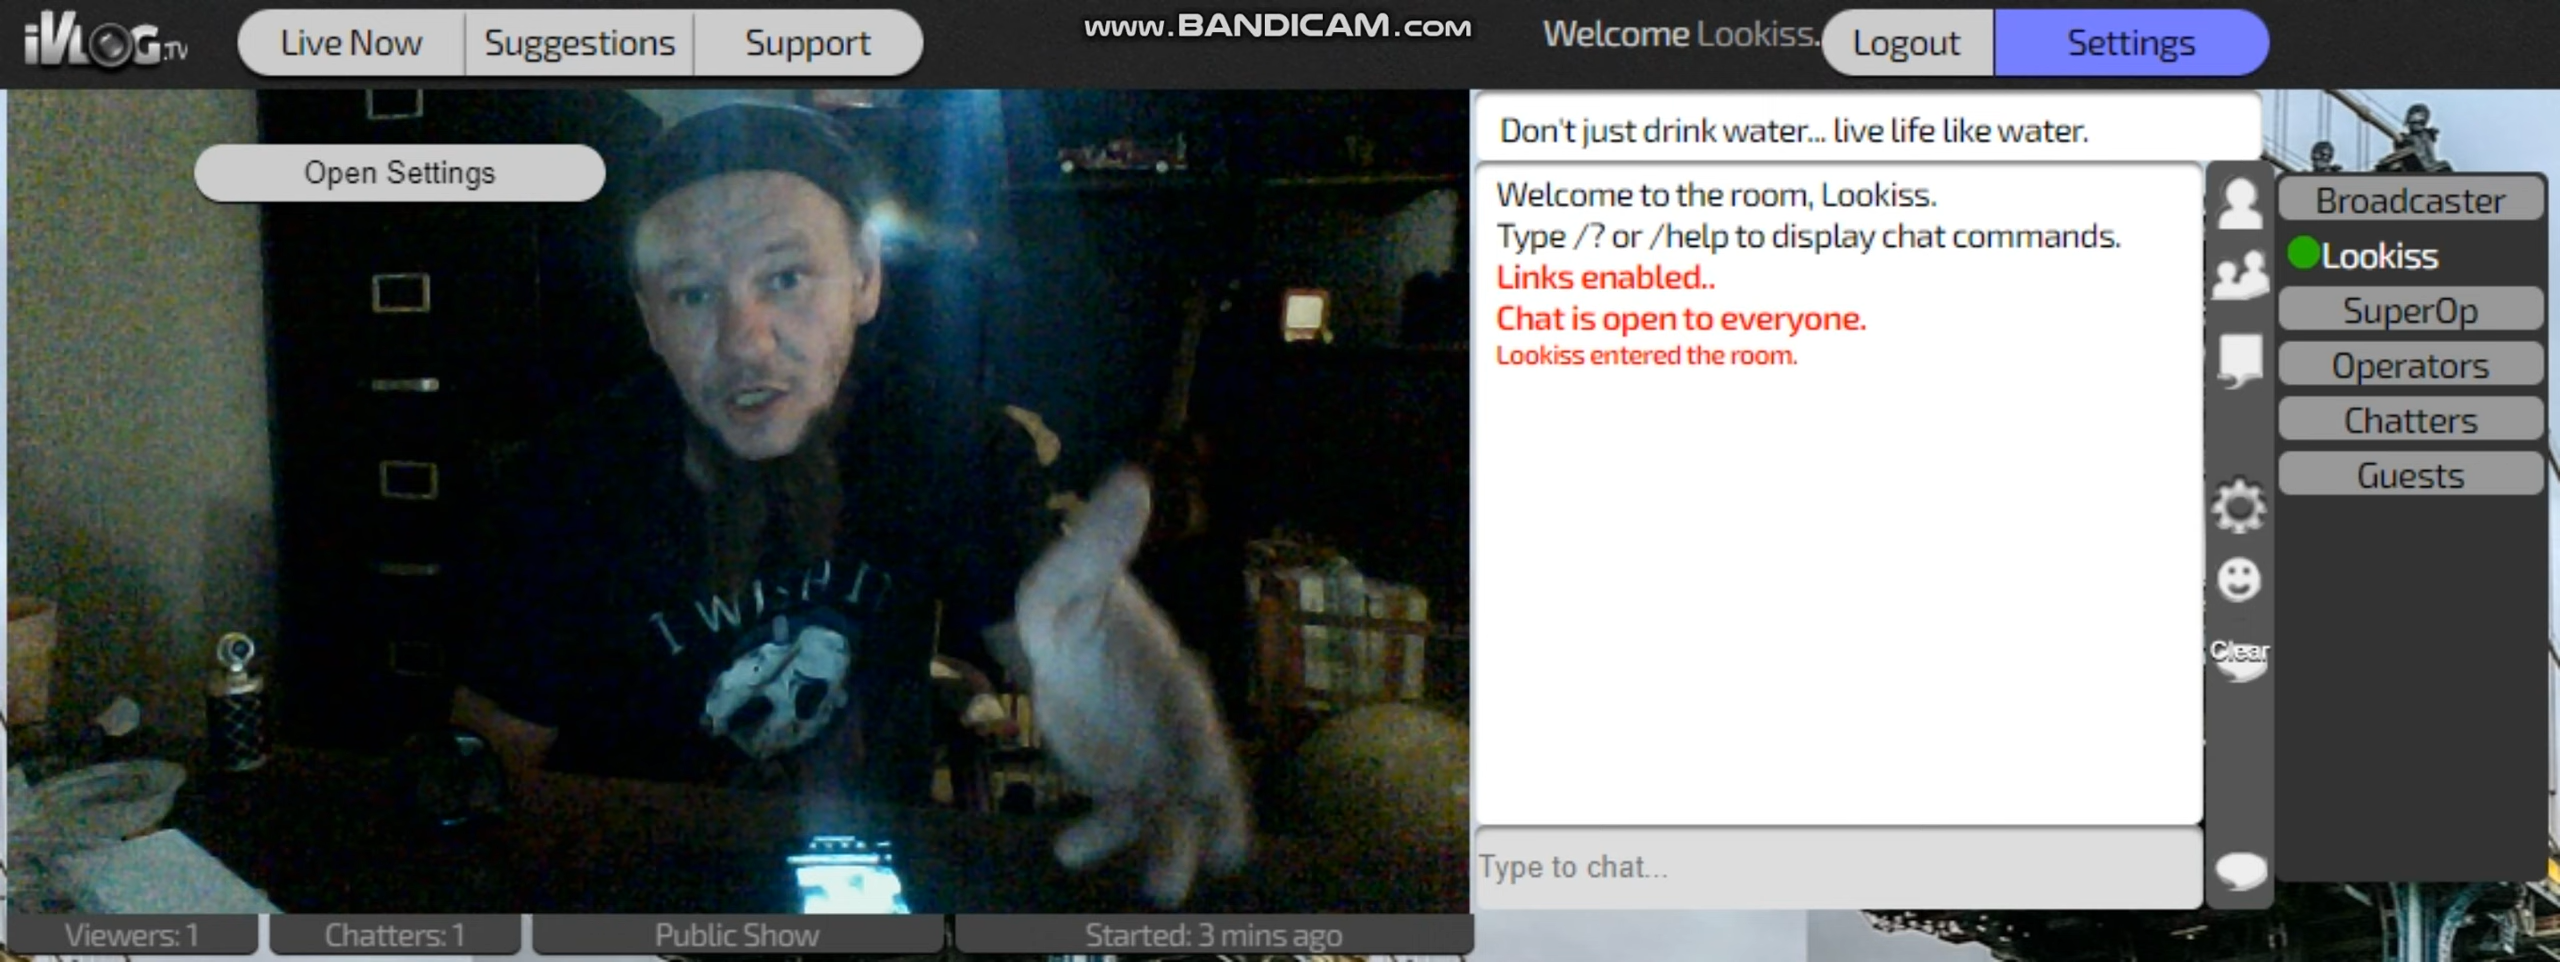 iVLOG.TV
Live Now
Suggestions
Support
www.BANDICAM.com
Welcome Lookiss.
Logout
Settings
Open Settings
I WI
Don't just drink water... live life like water.
Welcome to the room, Lookiss.
Type /? or /help to display chat commands.
Links enabled..
Chat is open to everyone.
Lookiss entered the room.
Clear
Type to chat...
Broadcaster
Lookiss
SuperOp
Operators
Chatters
Guests
Viewers: 1
Chatters: 1
Public Show
Started: 3 mins ago